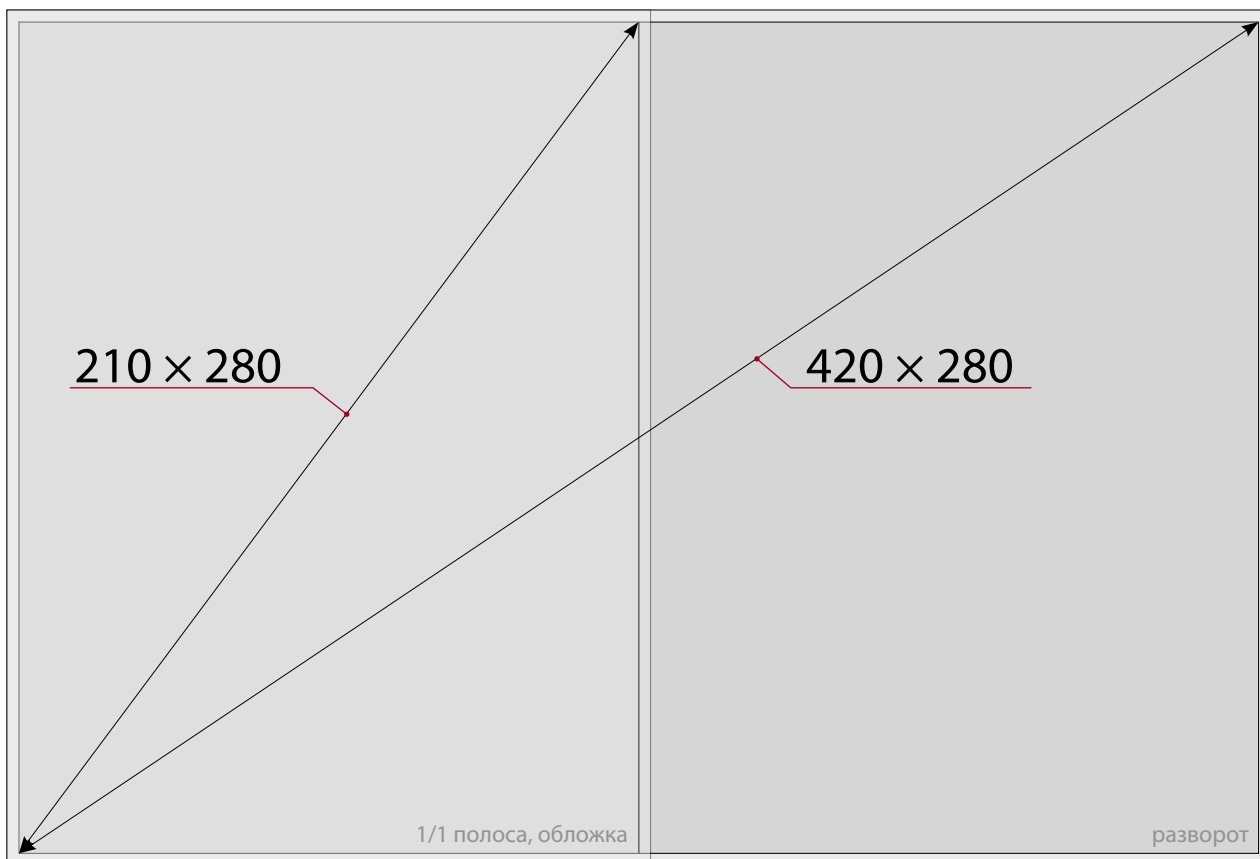 210 × 280
420 × 280
1/1 полоса, обложка
разворот